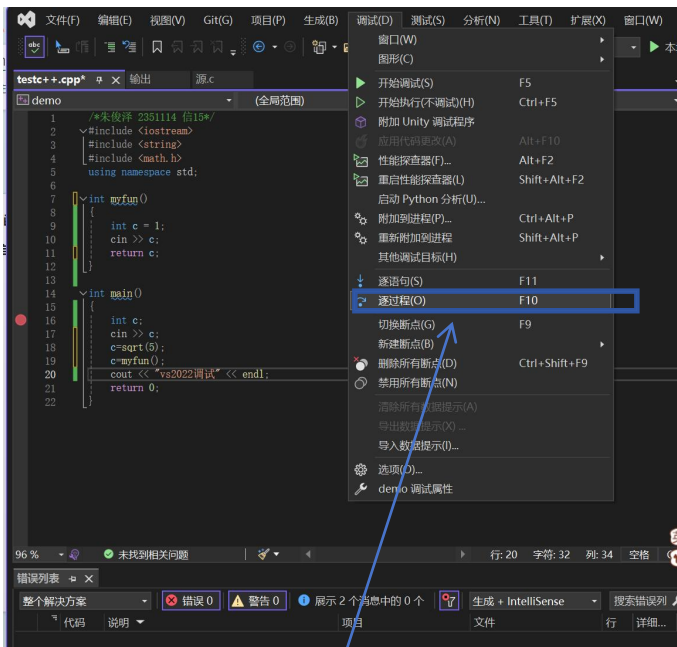 文件(F) 编辑(E) 视图(V) Git(G) 项目(P) 生成(B) 调试(D) 测试(S) 分析(N) 工具(T) 扩展(X) 窗口(W)
testc++.cpp* 输出 源.c
demo (全局范围)
1 /*朱俊泽 2351114 信15*/
2 #include <iostream>
3 #include <string>
4 #include <math.h>
5 using namespace std;
6
7 int myfun()
8 {
9 int c = 1;
10 cin >> c;
11 return c;
12 }
13
14 int main()
15 {
16 int c;
17 cin >> c;
18 c=sqrt(5);
19 c=myfun();
20 cout << "vs2022调试" << endl;
21 return 0;
22 }
窗口(W)
图形(C)
开始调试(S) F5
开始执行(不调试)(H) Ctrl+F5
附加 Unity 调试程序
应用代码更改(A) Alt+F10
性能探查器(F)... Alt+F2
重启性能探查器(L) Shift+Alt+F2
启动 Python 分析(U)...
附加到进程(P)... Ctrl+Alt+P
重新附加到进程 Shift+Alt+P
其他调试目标(H)
逐语句(S) F11
逐过程(O) F10
切换断点(G) F9
新建断点(B)
删除所有断点(D) Ctrl+Shift+F9
禁用所有断点(N)
清除所有数据提示(A)
导出数据提示(X) ...
导入数据提示(I)...
选项(O)...
demo 调试属性
96 % 未找到相关问题 行: 20 字符: 32 列: 34 空格
错误列表
整个解决方案 错误 0 警告 0 展示 2 个消息中的 0 个 生成 + IntelliSense 搜索错误列
代码 说明 项目 文件 行 详细...